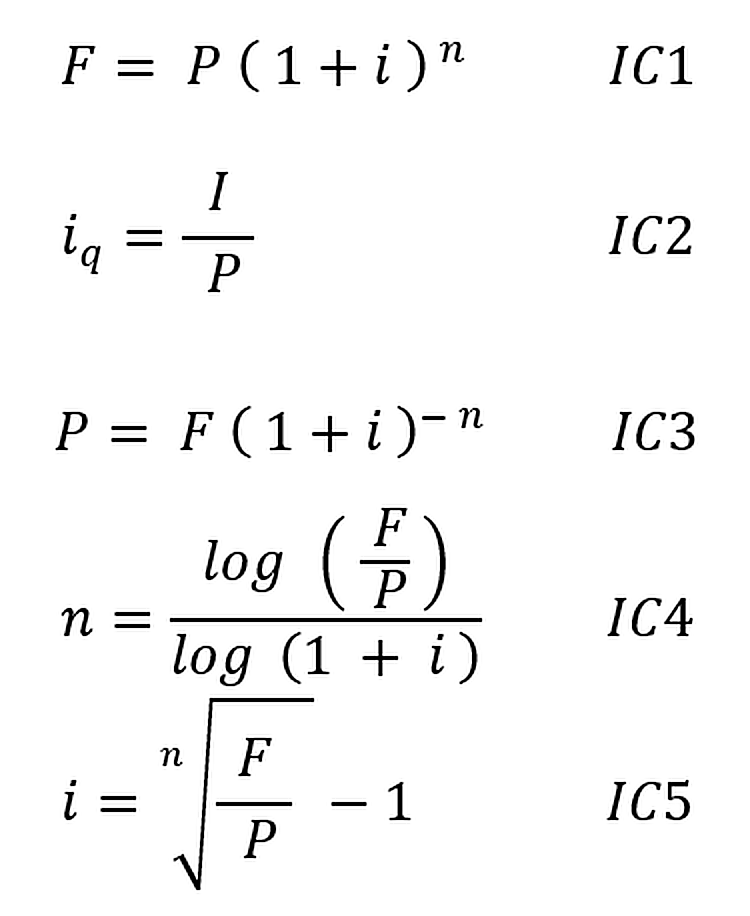 F = P ( 1 + i ) ^n IC1
i_q = I / P IC2
P = F ( 1 + i )^{- n} IC3
n = log ( F / P ) / log (1 + i ) IC4
i = ⁿ√( F / P ) − 1 IC5